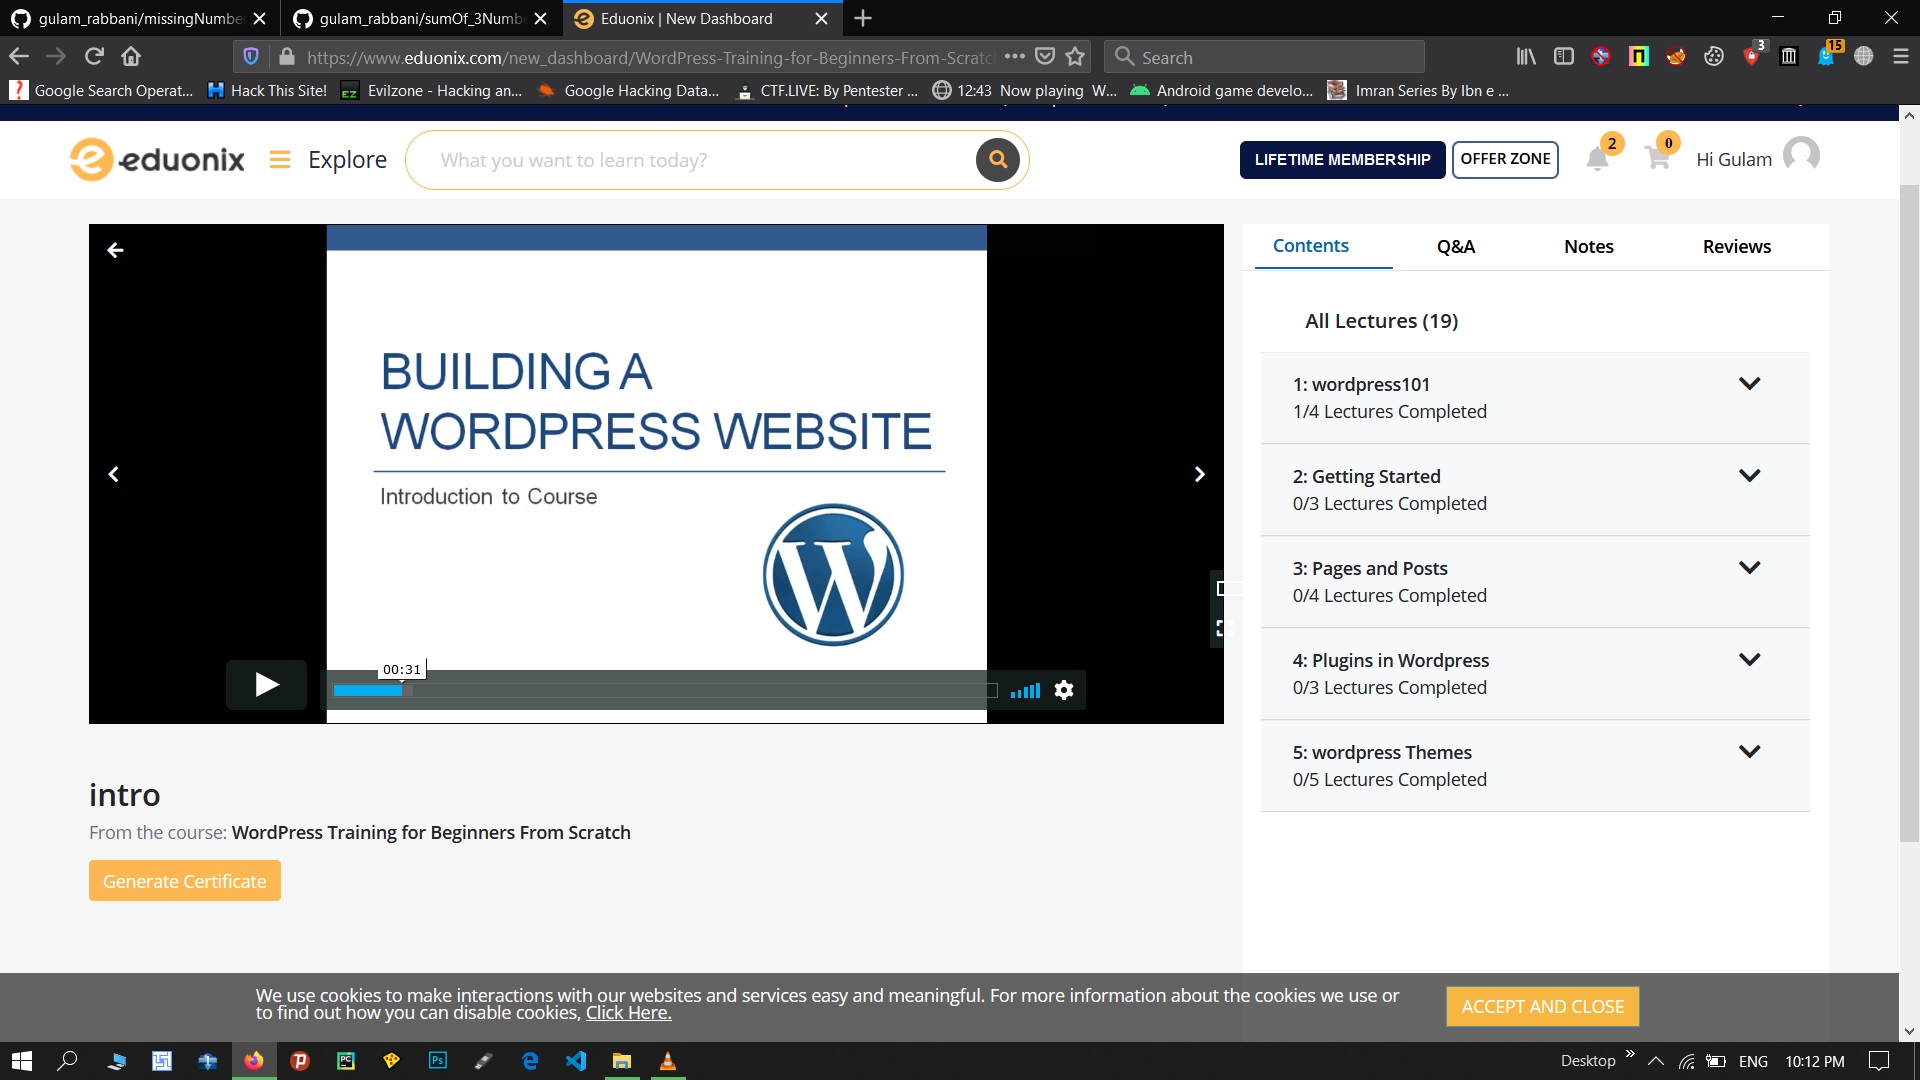 gulam_rabbani/missingNumbe
gulam_rabbani/sumOf_3Numb
Eduonix | New Dashboard
https://www.eduonix.com/new_dashboard/WordPress-Training-for-Beginners-From-Scratc
Search
3
15
Google Search Operat...
Hack This Site!
Evilzone - Hacking an...
Google Hacking Data...
CTF.LIVE: By Pentester ...
12:43 Now playing W...
Android game develo...
Imran Series By Ibn e ...
eduonix
Explore
What you want to learn today?
LIFETIME MEMBERSHIP
OFFER ZONE
2
0
Hi Gulam
BUILDING A
WORDPRESS WEBSITE
Introduction to Course
00:31
Contents
Q&A
Notes
Reviews
All Lectures (19)
1: wordpress101
1/4 Lectures Completed
2: Getting Started
0/3 Lectures Completed
3: Pages and Posts
0/4 Lectures Completed
4: Plugins in Wordpress
0/3 Lectures Completed
5: wordpress Themes
0/5 Lectures Completed
intro
From the course: WordPress Training for Beginners From Scratch
Generate Certificate
We use cookies to make interactions with our websites and services easy and meaningful. For more information about the cookies we use or
to find out how you can disable cookies, Click Here.
ACCEPT AND CLOSE
Desktop
ENG
10:12 PM